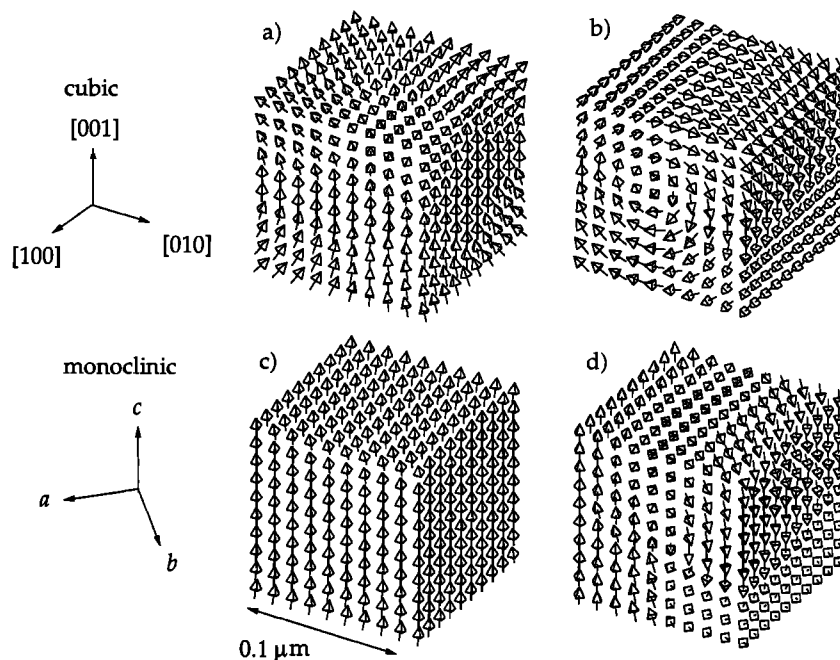 a)
b)
cubic
[001]
[100]
[010]
monoclinic
c
a
b
c)
d)
0.1 μm